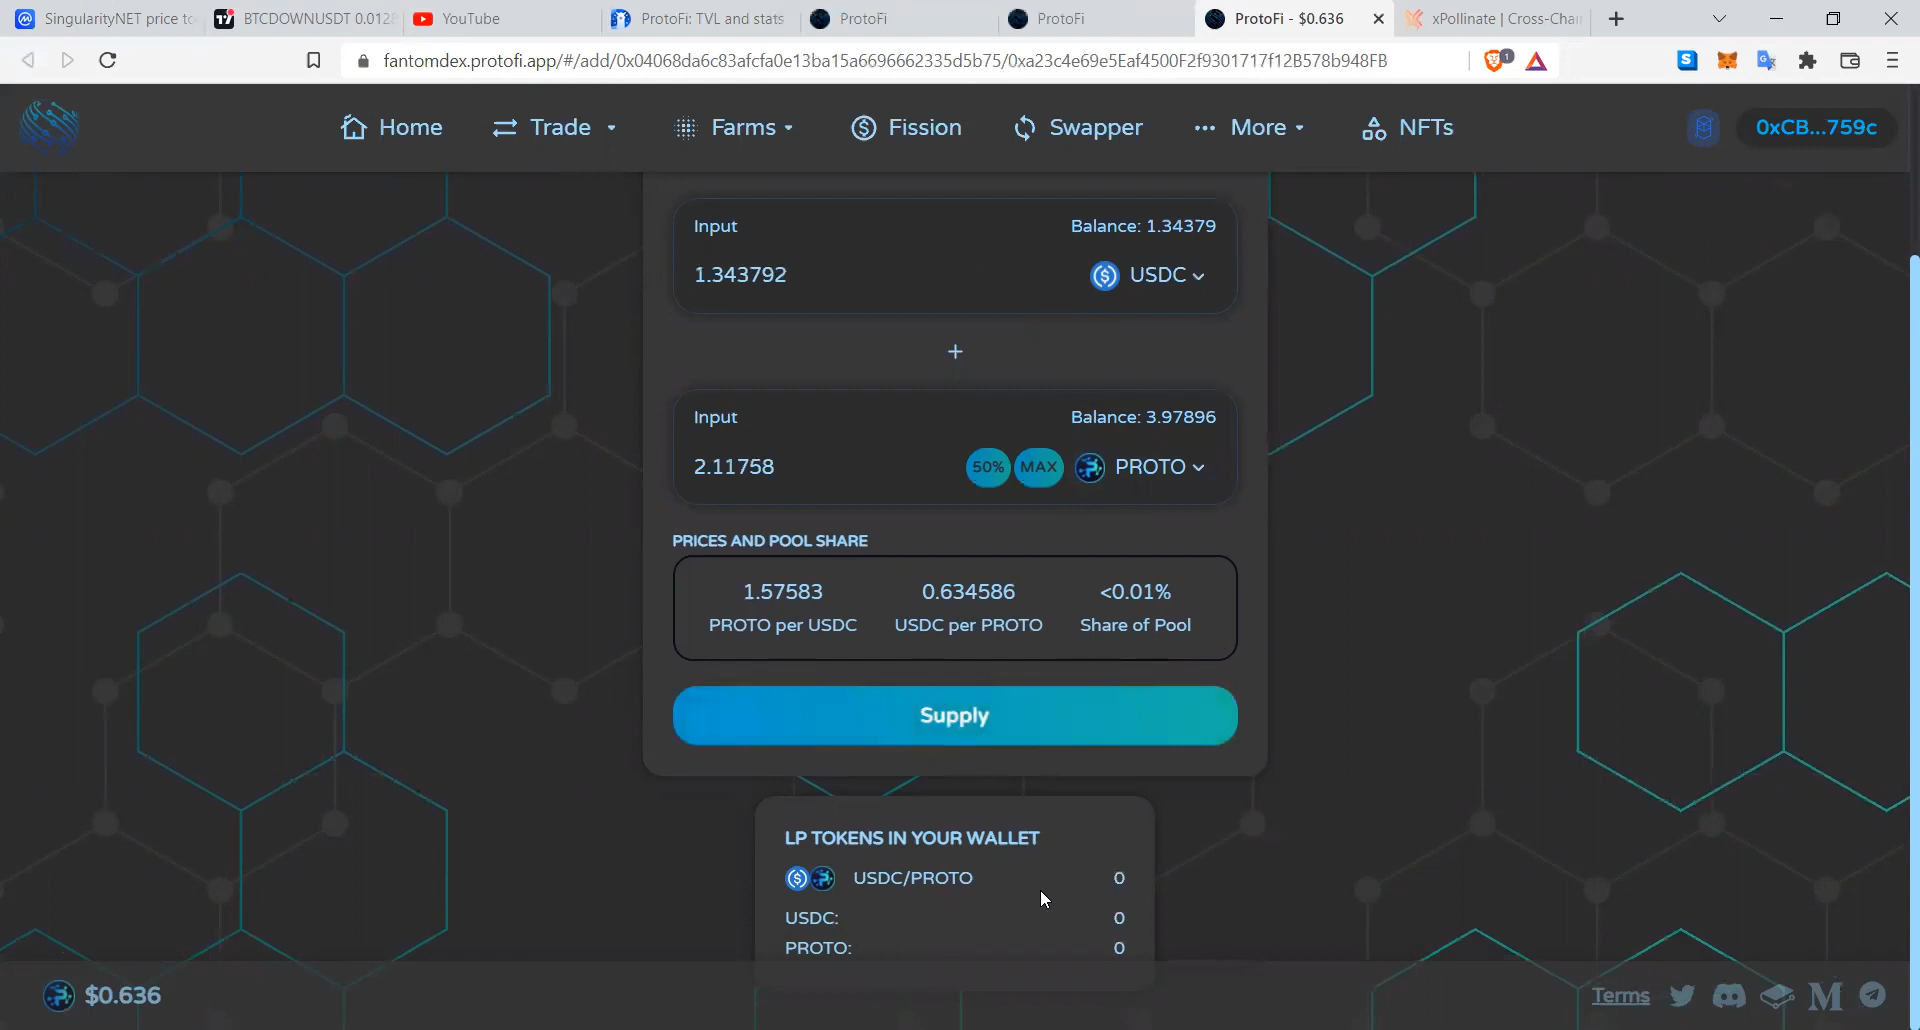 SingularityNET price to
BTCDOWNUSDT 0.012
YouTube
ProtoFi: TVL and stats
ProtoFi
ProtoFi
ProtoFi - $0.636
xPollinate | Cross-Chai
fantomdex.protofi.app/#/add/0x04068da6c83afcfa0e13ba15a6696662335d5b75/0xa23c4e69e5Eaf4500F2f9301717f12B578b948FB
1
Home
Trade
Farms
Fission
Swapper
More
NFTs
0xCB...759c
Input
Balance: 1.34379
1.343792
USDC
+
Input
Balance: 3.97896
2.11758
50%
MAX
PROTO
PRICES AND POOL SHARE
1.57583
0.634586
<0.01%
PROTO per USDC
USDC per PROTO
Share of Pool
Supply
LP TOKENS IN YOUR WALLET
USDC/PROTO
0
USDC:
0
PROTO:
0
$0.636
Terms